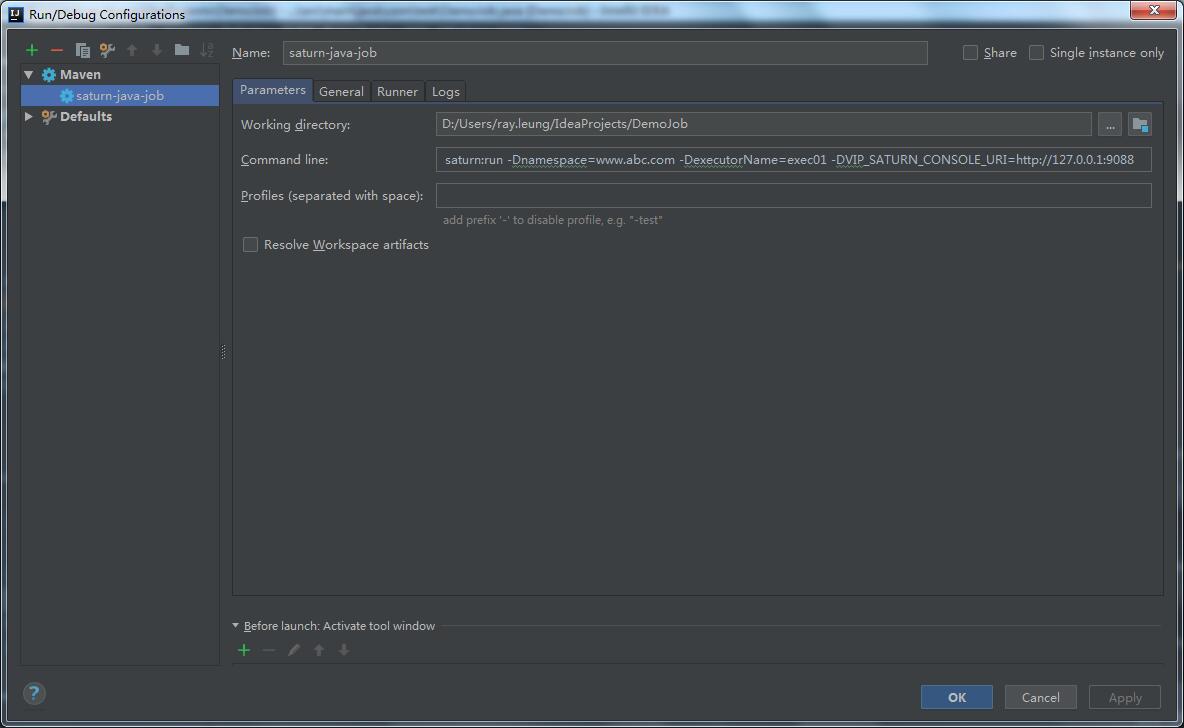 Run/Debug Configurations
Name: saturn-java-job Share Single instance only
Maven
saturn-java-job
Defaults
Parameters General Runner Logs
Working directory: D:/Users/ray.leung/IdeaProjects/DemoJob ...
Command line: saturn:run -Dnamespace=www.abc.com -DexecutorName=exec01 -DVIP_SATURN_CONSOLE_URI=http://127.0.0.1:9088
Profiles (separated with space):
add prefix '-' to disable profile, e.g. "-test"
Resolve Workspace artifacts
Before launch: Activate tool window
? OK Cancel Apply